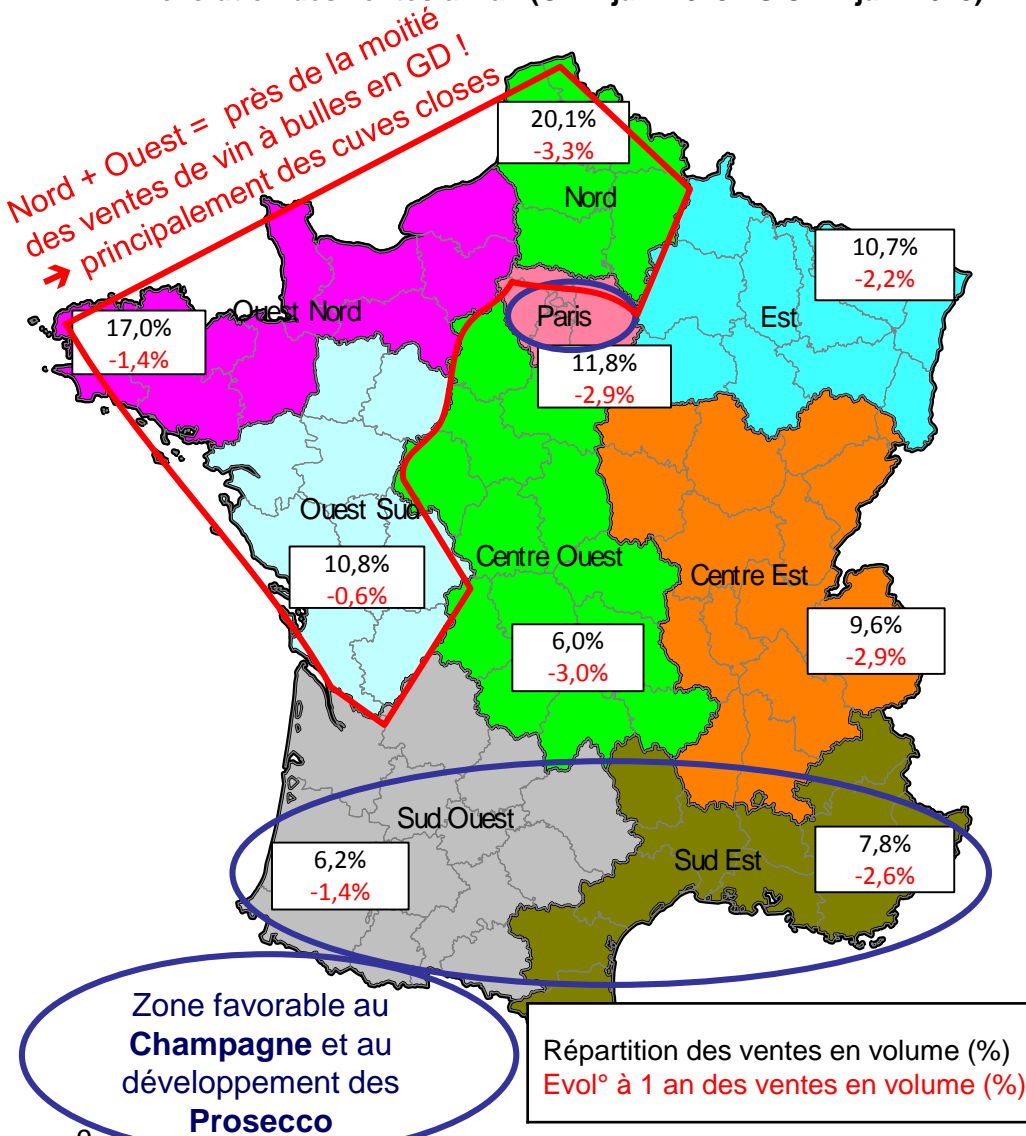 Nord + Ouest = près de la moitié
des ventes de vin à bulles en GD !
➔ principalement des cuves closes
20,1%
-3,3%
Nord
10,7%
-2,2%
Est
Ouest Nord
17,0%
-1,4%
Paris
11,8%
-2,9%
Ouest Sud
10,8%
-0,6%
Centre Ouest
6,0%
-3,0%
Centre Est
9,6%
-2,9%
Sud Ouest
6,2%
-1,4%
Sud Est
7,8%
-2,6%
Zone favorable au
Champagne et au
développement des
Prosecco
Répartition des ventes en volume (%)
Evol° à 1 an des ventes en volume (%)